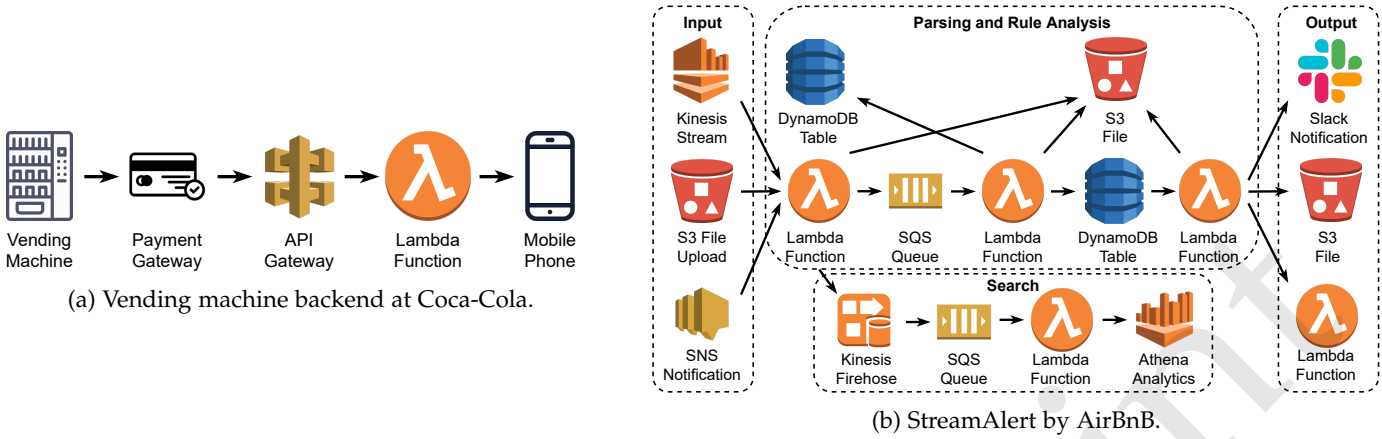 Vending
Machine
Payment
Gateway
API
Gateway
Lambda
Function
Mobile
Phone
(a) Vending machine backend at Coca-Cola.
Input
Kinesis
Stream
S3 File
Upload
SNS
Notification
Parsing and Rule Analysis
DynamoDB
Table
S3
File
Lambda
Function
SQS
Queue
Lambda
Function
DynamoDB
Table
Lambda
Function
Search
Kinesis
Firehose
SQS
Queue
Lambda
Function
Athena
Analytics
Output
Slack
Notification
S3
File
Lambda
Function
(b) StreamAlert by AirBnB.